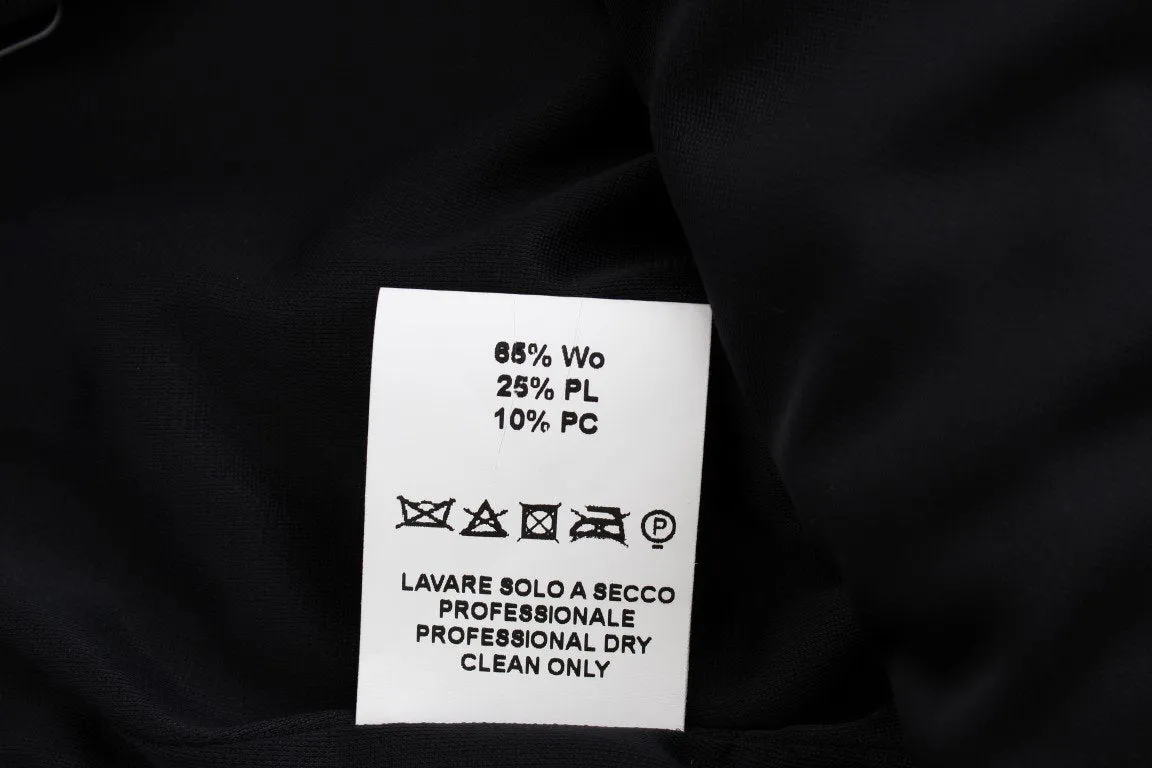 65% Wo
25% PL
10% PC
P
LAVARE SOLO A SECCO
PROFESSIONALE
PROFESSIONAL DRY
CLEAN ONLY